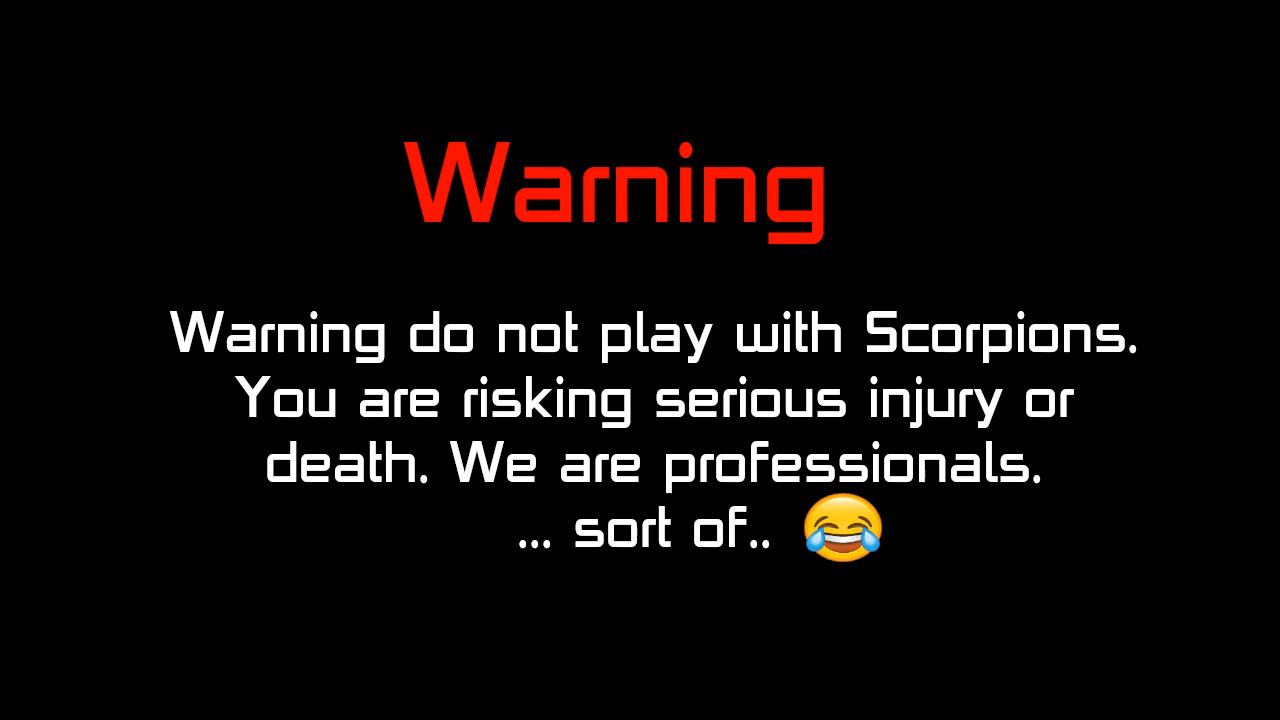 Warning
Warning do not play with Scorpions.
You are risking serious injury or
death. We are professionals.
... sort of.. 😂